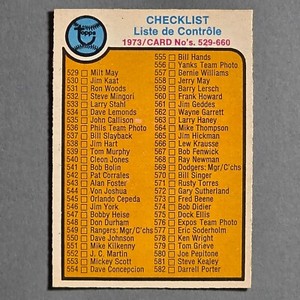 Topps
CHECKLIST
Liste de Contrôle
1973/CARD No's. 529-660
529 Milt May
530 Jim Kaat
531 Ron Woods
532 Steve Mingori
533 Larry Stahl
534 Dave Lemonds
535 John Callison
536 Phils Team Photo
537 Bill Slayback
538 Jim Hart
539 Tom Murphy
540 Cleon Jones
541 Bob Bolin
542 Pat Corrales
543 Alan Foster
544 Von Joshua
545 Orlando Cepeda
546 Jim York
547 Bobby Heise
548 Don Durham
549 Rangers: Mgr/C'hs
550 Dave Johnson
551 Mike Kilkenny
552 J. C. Martin
553 Mickey Scott
554 Dave Concepcion
555 Bill Hands
556 Yanks Team Photo
557 Bernie Williams
558 Jerry May
559 Barry Lersch
560 Frank Howard
561 Jim Geddes
562 Wayne Garrett
563 Larry Haney
564 Mike Thompson
565 Jim Hickman
566 Lew Krausse
567 Bob Fenwick
568 Ray Newman
569 Dodgers: Mgr/C'hs
570 Bill Singer
571 Rusty Torres
572 Gary Sutherland
573 Fred Beene
574 Bob Didier
575 Dock Ellis
576 Expos Team Photo
577 Eric Soderholm
578 Ken Wright
579 Tom Grieve
580 Joe Pepitone
581 Steve Kealey
582 Darrell Porter